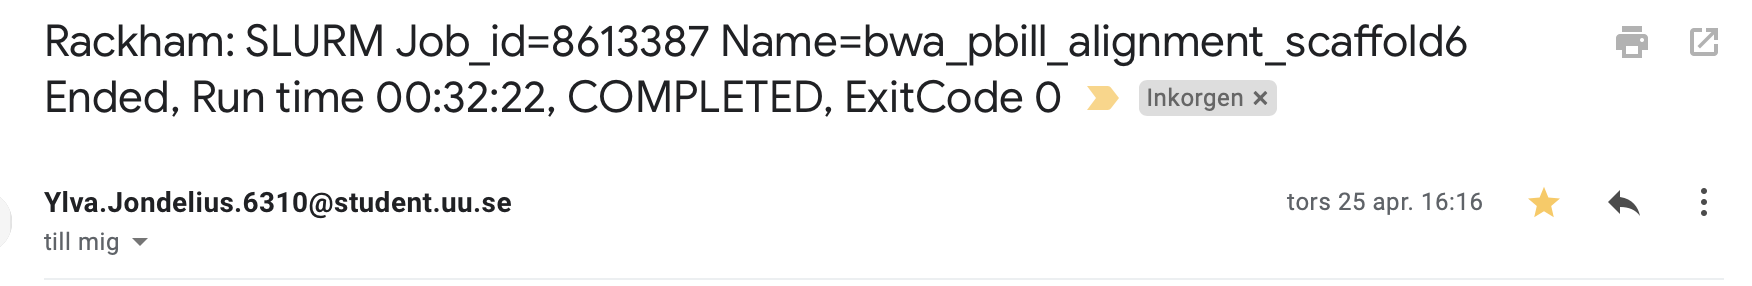 Rackham: SLURM Job_id=8613387 Name=bwa_pbill_alignment_scaffold6
Ended, Run time 00:32:22, COMPLETED, ExitCode 0 Inkorgen ×
Ylva.Jondelius.6310@student.uu.se tors 25 apr. 16:16
till mig